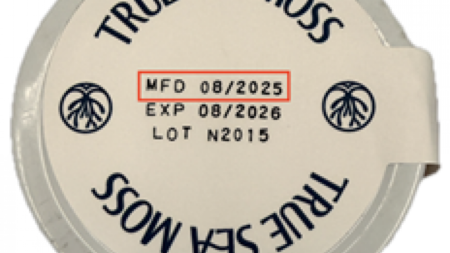 TRUE MOSS
MFD 08/2025
EXP 08/2026
LOT N2015
TRUE SEA MOSS